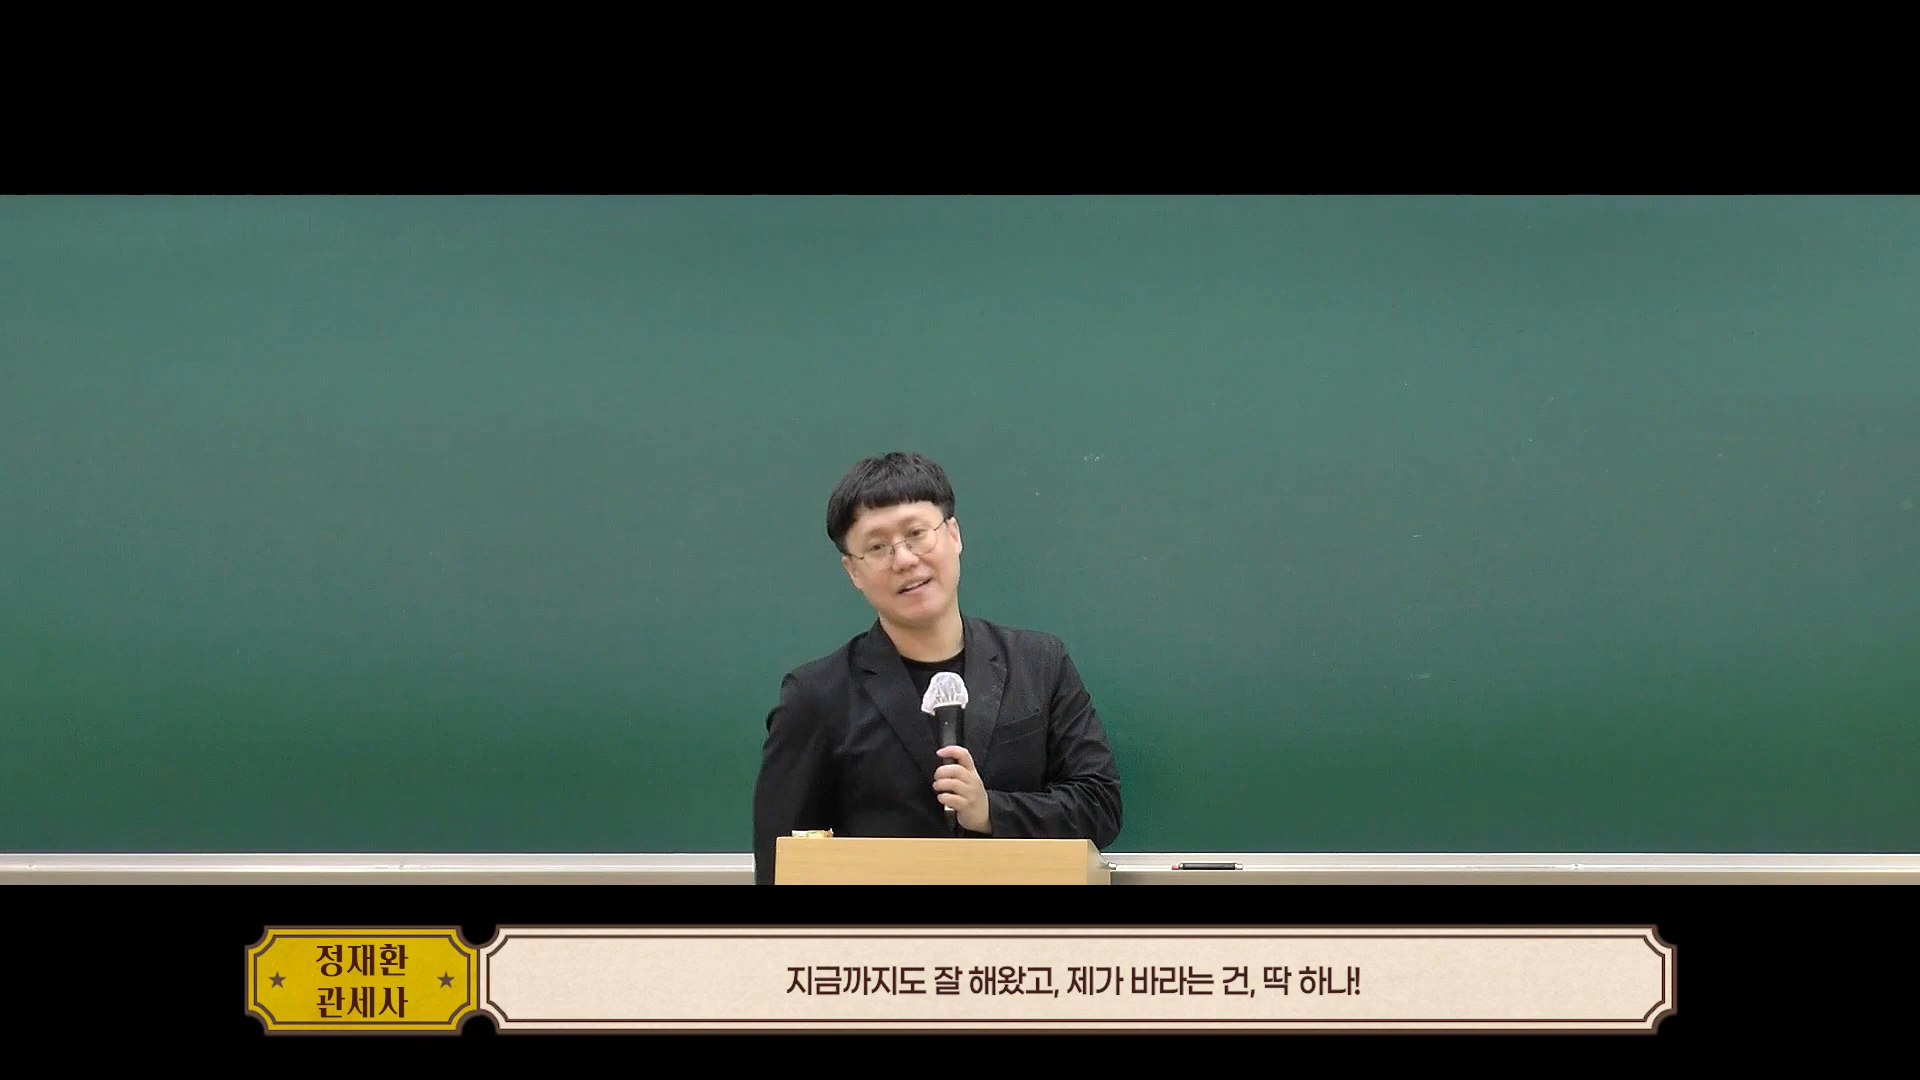 정재환
관세사
지금까지도 잘 해왔고, 제가 바라는 건, 딱 하나!